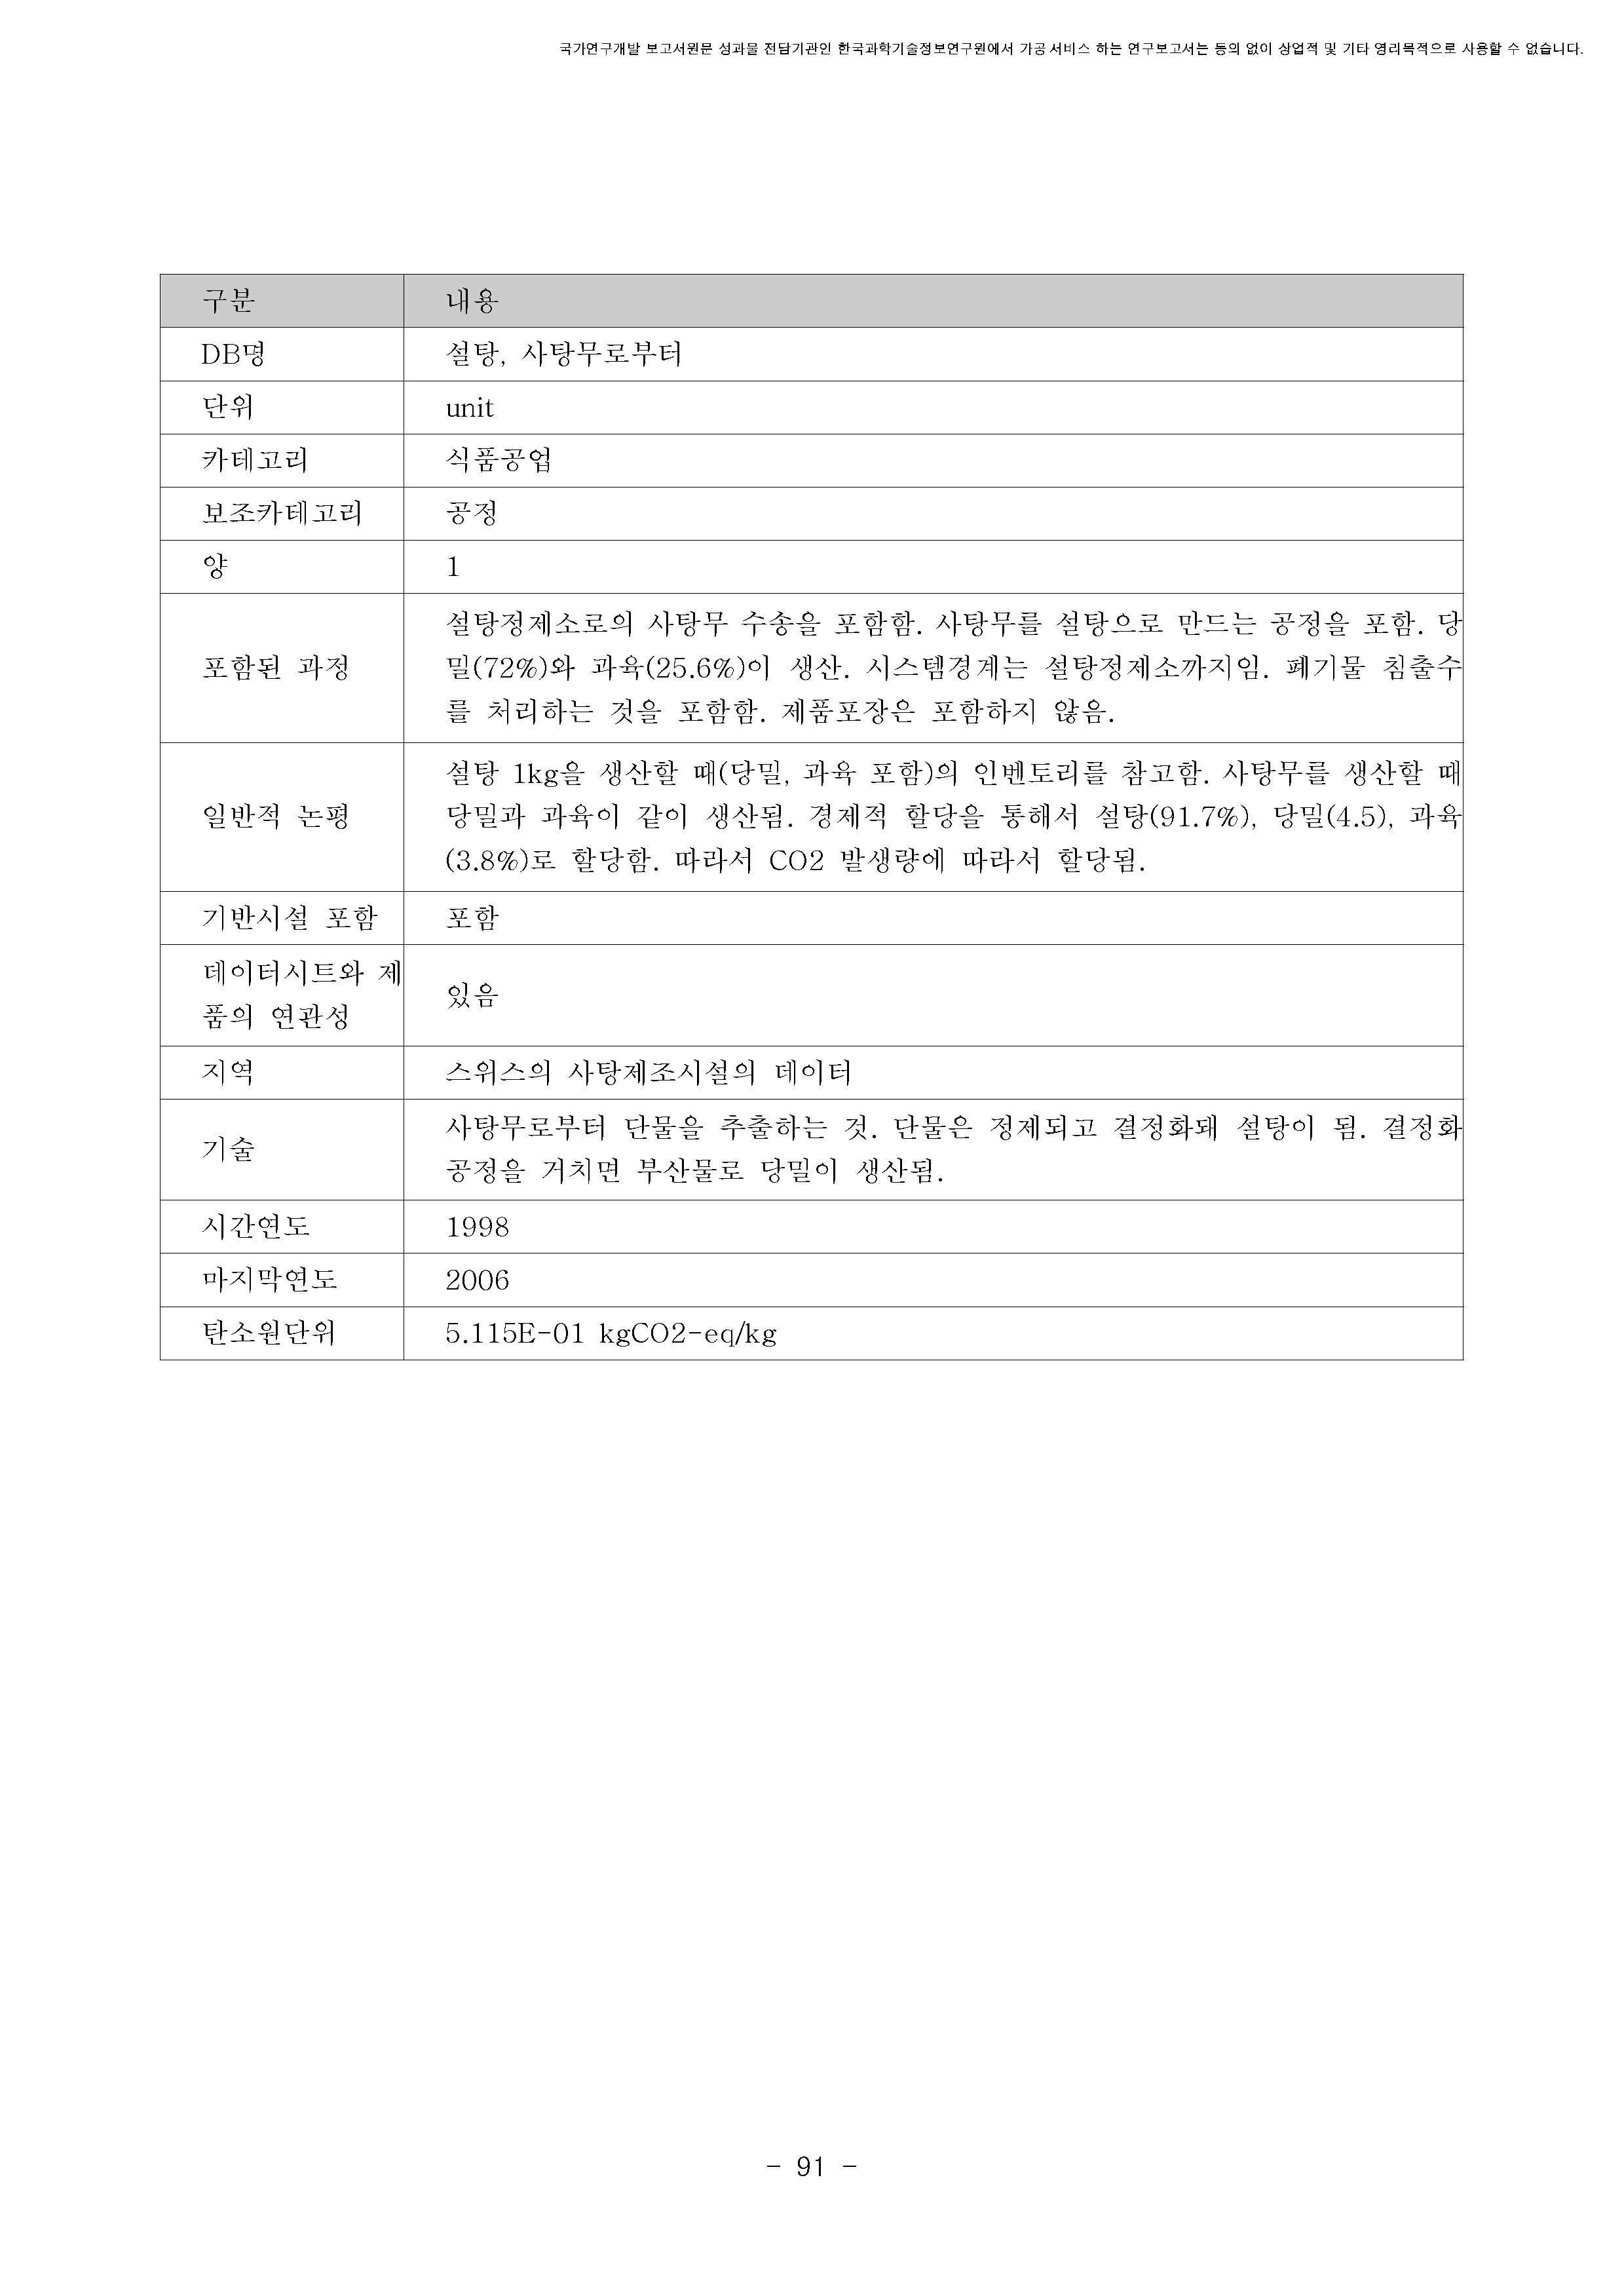 국가연구개발 보고서원문 성과물 전담기관인 한국과학기술정보연구원에서 가공·서비스 하는 연구보고서는 동의 없이 상업적 및 기타 영리목적으로 사용할 수 없습니다.
구분 내용
DB명 설탕, 사탕무로부터
단위 unit
카테고리 식품공업
보조카테고리 공정
양 1
포함된 과정
설탕정제소로의 사탕무 수송을 포함함. 사탕무를 설탕으로 만드는 공정을 포함. 당
밀(72%)와 과육(25.6%)이 생산. 시스템경계는 설탕정제소까지임. 폐기물 침출수
를 처리하는 것을 포함함. 제품포장은 포함하지 않음.
일반적 논평
설탕 1kg을 생산할 때(당밀, 과육 포함)의 인벤토리를 참고함. 사탕무를 생산할 때
당밀과 과육이 같이 생산됨. 경제적 할당을 통해서 설탕(91.7%), 당밀(4.5), 과육
(3.8%)로 할당함. 따라서 CO2 발생량에 따라서 할당됨.
기반시설 포함 포함
데이터시트와 제
품의 연관성
있음
지역 스위스의 사탕제조시설의 데이터
기술
사탕무로부터 단물을 추출하는 것. 단물은 정제되고 결정화돼 설탕이 됨. 결정화
공정을 거치면 부산물로 당밀이 생산됨.
시간연도 1998
마지막연도 2006
탄소원단위 5.115E-01 kgCO2-eq/kg
- 91 -